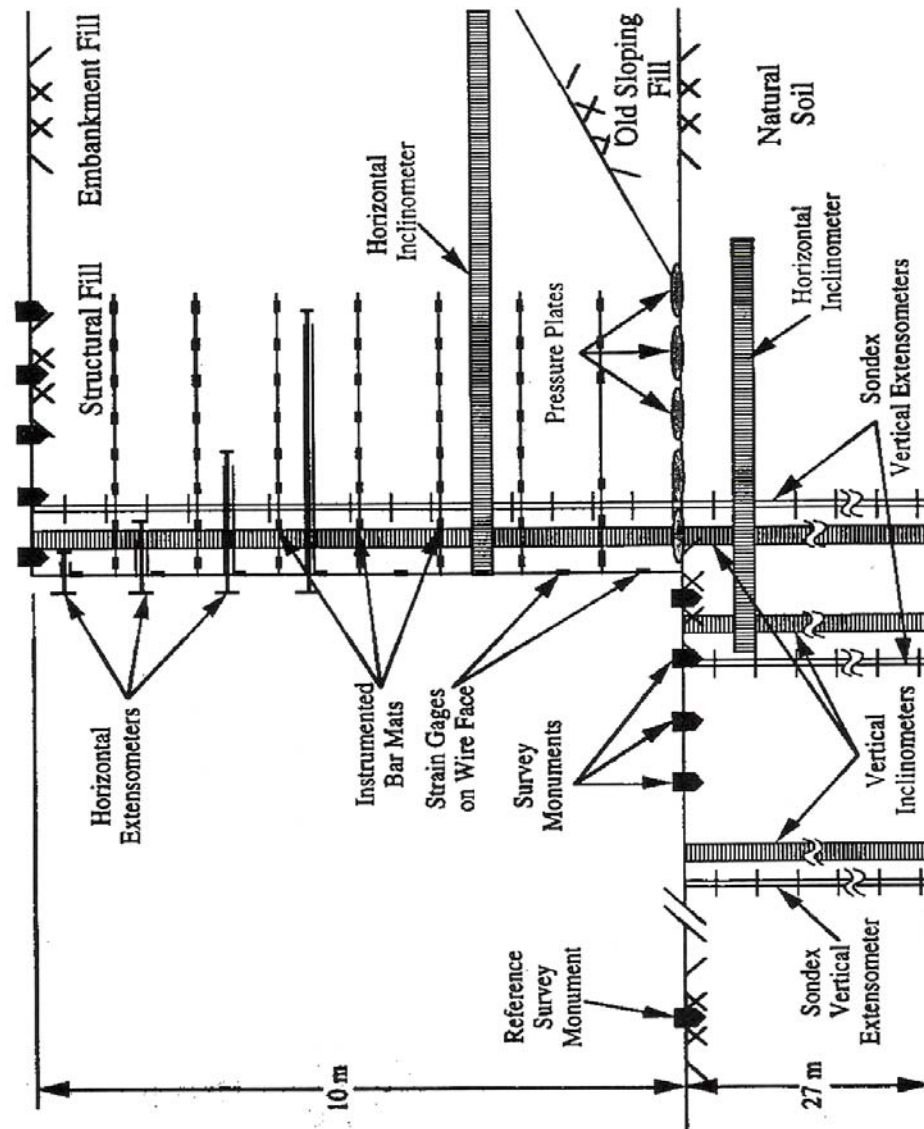 Embankment Fill
Structural Fill
Horizontal
Inclinometer
Old Sloping
Fill
Natural
Soil
Pressure Plates
Horizontal
Inclinometer
Sondex
Vertical Extensometers
Horizontal
Extensometers
Instrumented
Bar Mats
Strain Gages
on Wire Face
Survey
Monuments
Vertical
Inclinometers
Reference
Survey
Monument
Sondex
Vertical
Extensometer
10 m
27 m